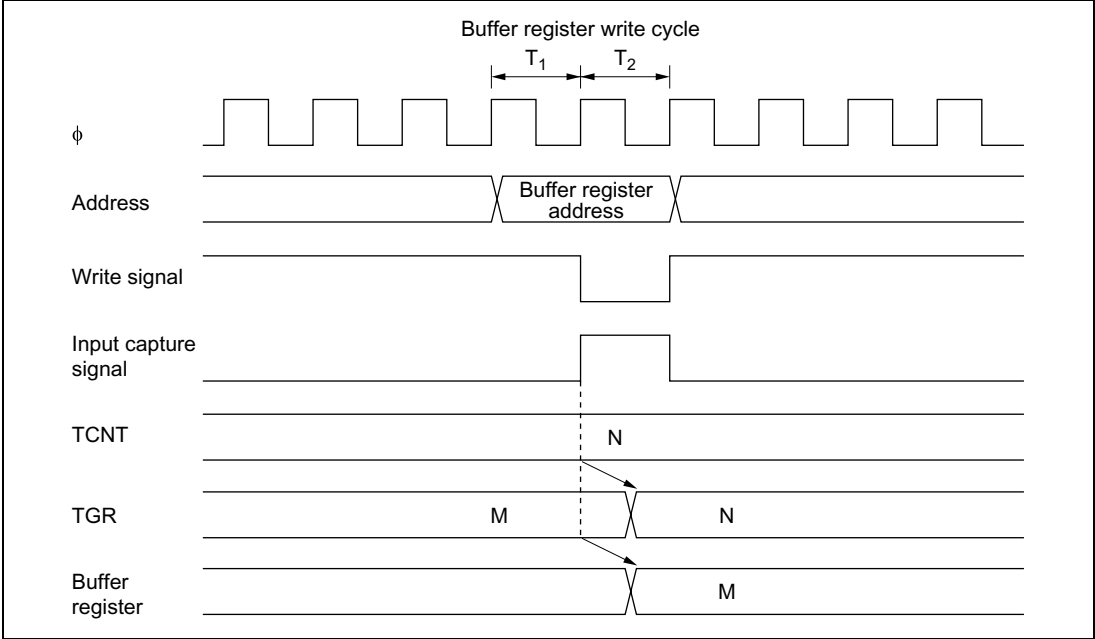 Buffer register write cycle
T1 T2
ϕ
Address
Buffer register
address
Write signal
Input capture
signal
TCNT
N
TGR
M
N
Buffer
register
M